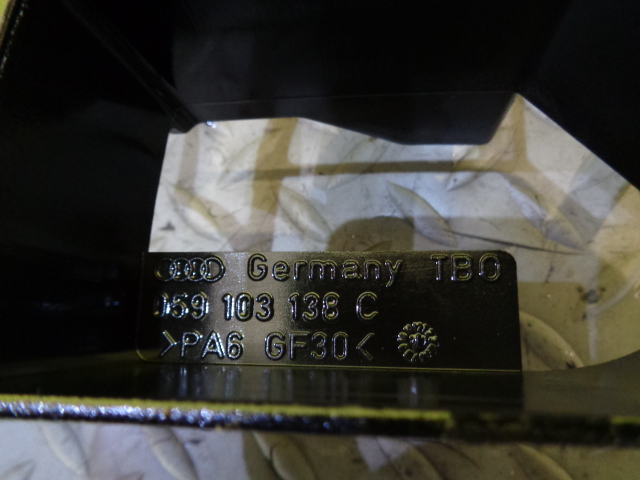 Germany TBO
059 103 138 C
>PA6 GF30<